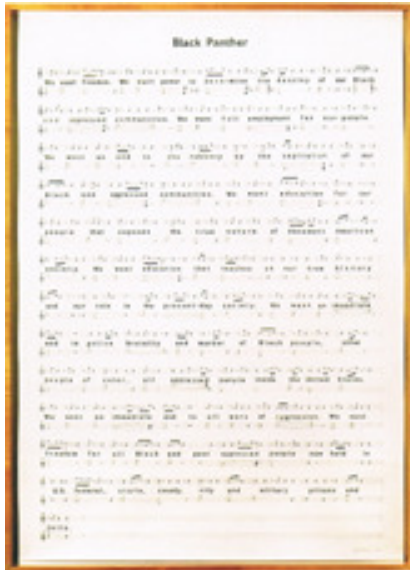 Black Panther
We want freedom. We want power to determine the destiny of our Black
and oppressed communities. We want full employment for our people.
We want an end to the robbery by the capitalists of our
Black and oppressed communities. We want education for our
people that exposes the true nature of decadent American
society. We want education that teaches us our true history
and our role in the present-day society. We want an immediate
end to police brutality and murder of Black people, other
people of color, all oppressed people inside the United States.
We want an immediate end to all wars of aggression. We want
freedom for all Black and poor oppressed people now held in
U.S. federal, state, county, city and military prisons and
jails.